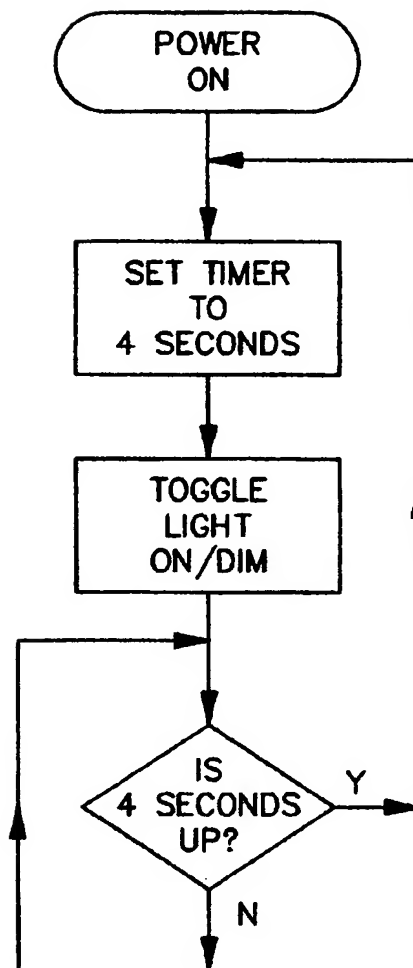 POWER
ON
SET TIMER
TO
4 SECONDS
TOGGLE
LIGHT
ON/DIM
IS
4 SECONDS
UP?
Y
N